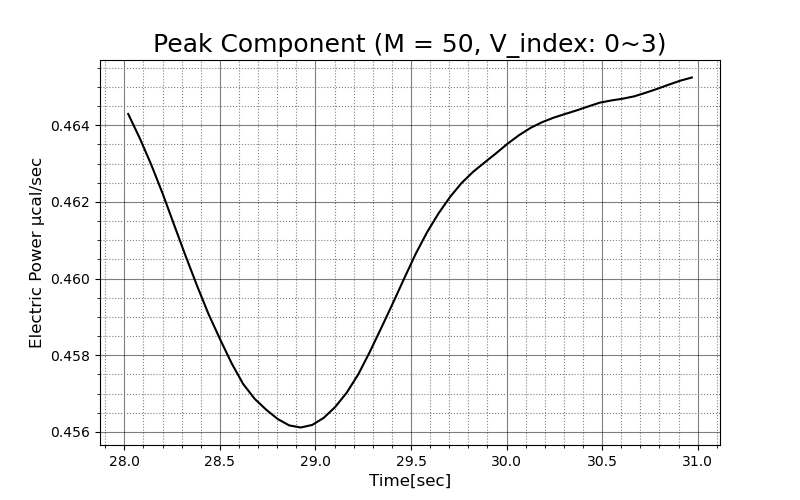 Peak Component (M = 50, V_index: 0~3)
Electric Power μcal/sec
0.464
0.462
0.460
0.458
0.456
28.0 28.5 29.0 29.5 30.0 30.5 31.0
Time[sec]